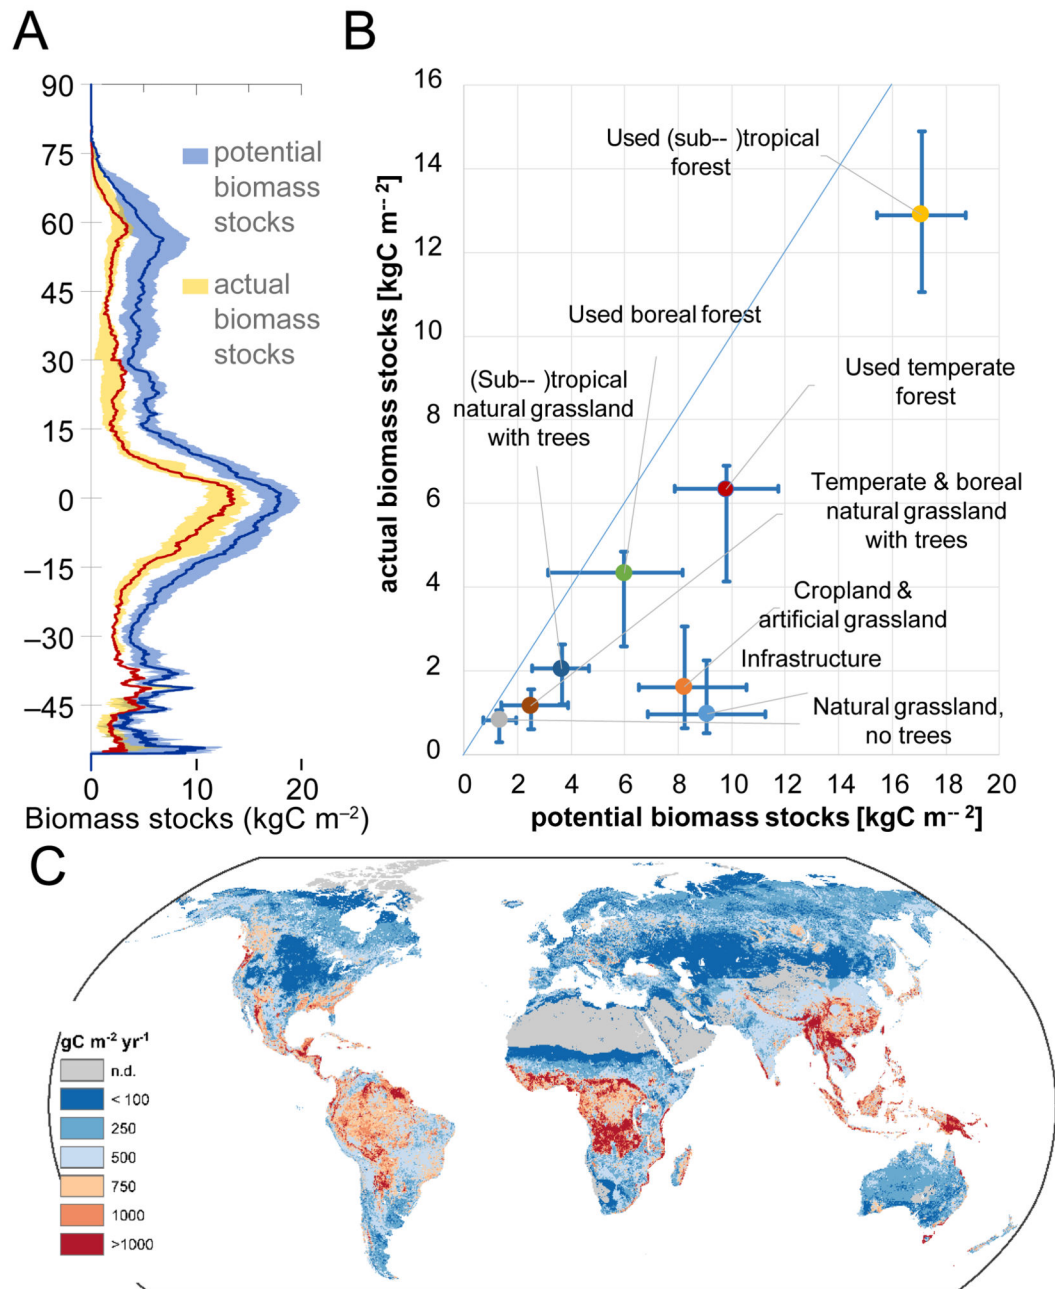 A
90
75
60
45
30
15
0
–15
–30
–45
0
10
20
Biomass stocks (kgC m–2)
potential
biomass
stocks
actual
biomass
stocks
B
actual biomass stocks [kgC m-- 2]
16
14
12
10
8
6
4
2
0
0
2
4
6
8
10
12
14
16
18
20
potential biomass stocks [kgC m-- 2]
Used (sub-- )tropical
forest
Used boreal forest
(Sub-- )tropical
natural grassland
with trees
Used temperate
forest
Temperate & boreal
natural grassland
with trees
Cropland &
artificial grassland
Infrastructure
Natural grassland,
no trees
C
gC m-2 yr-1
n.d.
< 100
250
500
750
1000
>1000